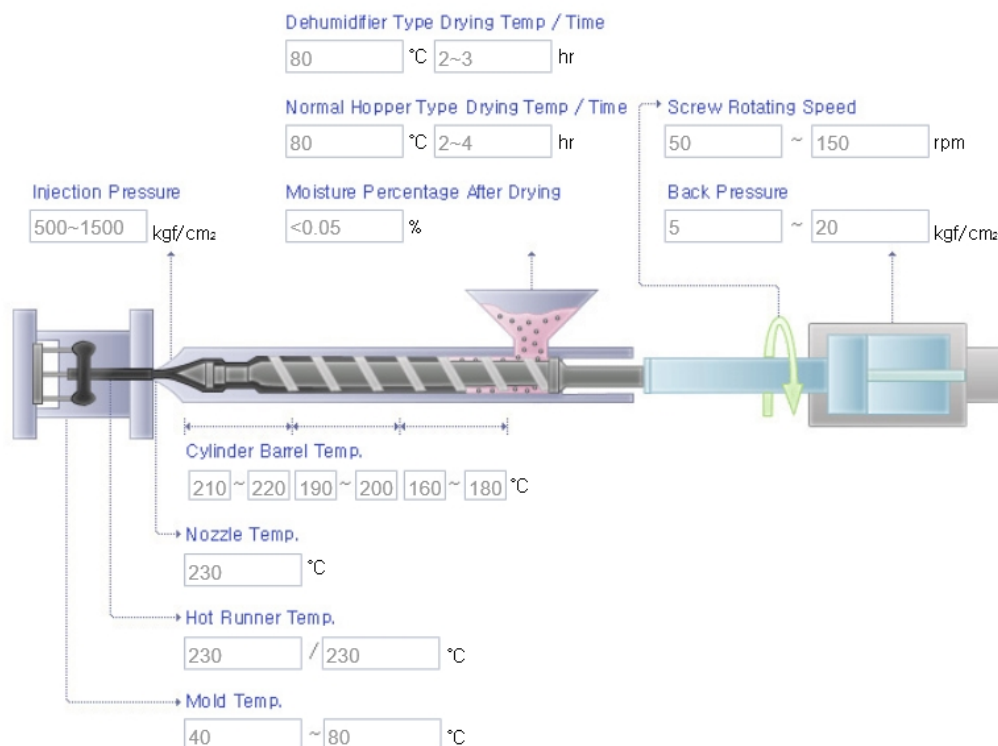 Dehumidifier Type Drying Temp / Time
80 °C 2~3 hr
Normal Hopper Type Drying Temp / Time
80 °C 2~4 hr
Screw Rotating Speed
50 ~ 150 rpm
Injection Pressure
500~1500 kgf/cm₂
Moisture Percentage After Drying
<0.05 %
Back Pressure
5 ~ 20 kgf/cm₂
Cylinder Barrel Temp.
210 ~ 220 190 ~ 200 160 ~ 180 °C
Nozzle Temp.
230 °C
Hot Runner Temp.
230 / 230 °C
Mold Temp.
40 ~ 80 °C